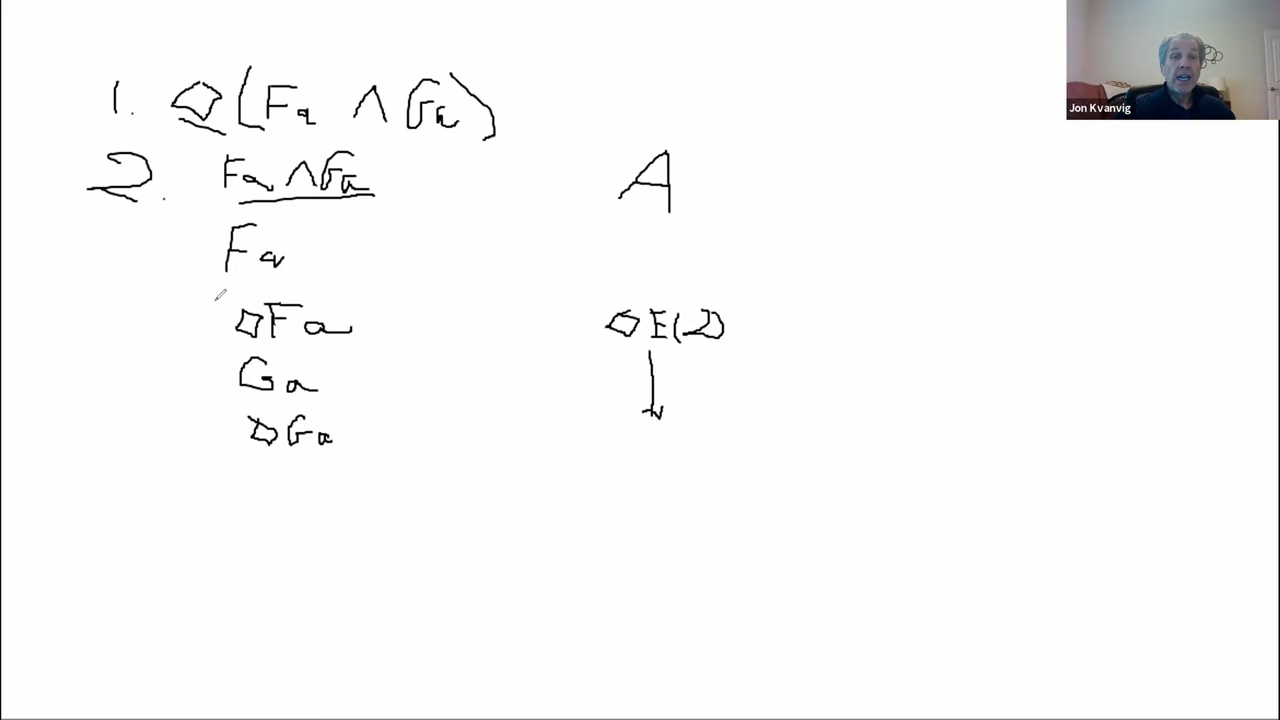 1. ◇(Fa ∧ Ga)
2. Fa ∧ Ga A
Fa
◇Fa ◇E(2)
Ga
◇Ga
Jon Kvanvig